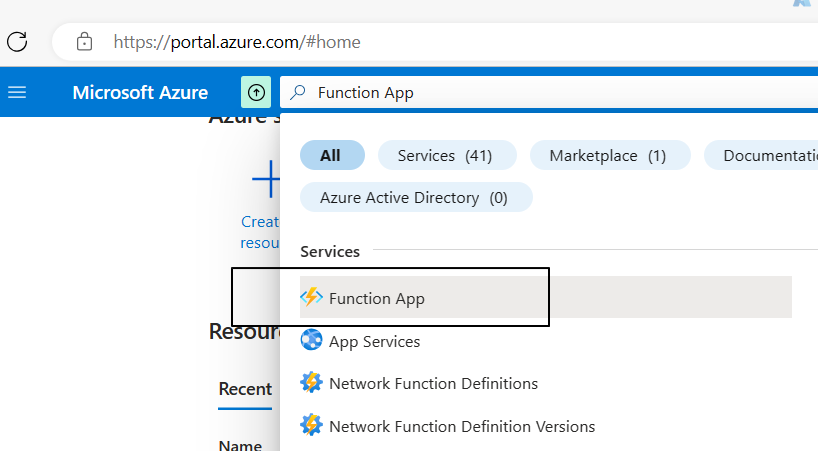 https://portal.azure.com/#home
Microsoft Azure
Function App
Azure s
All
Services (41)
Marketplace (1)
Documentati
Azure Active Directory (0)
Creat
resou
Services
Function App
Resour
App Services
Recent
Network Function Definitions
Network Function Definition Versions
Name